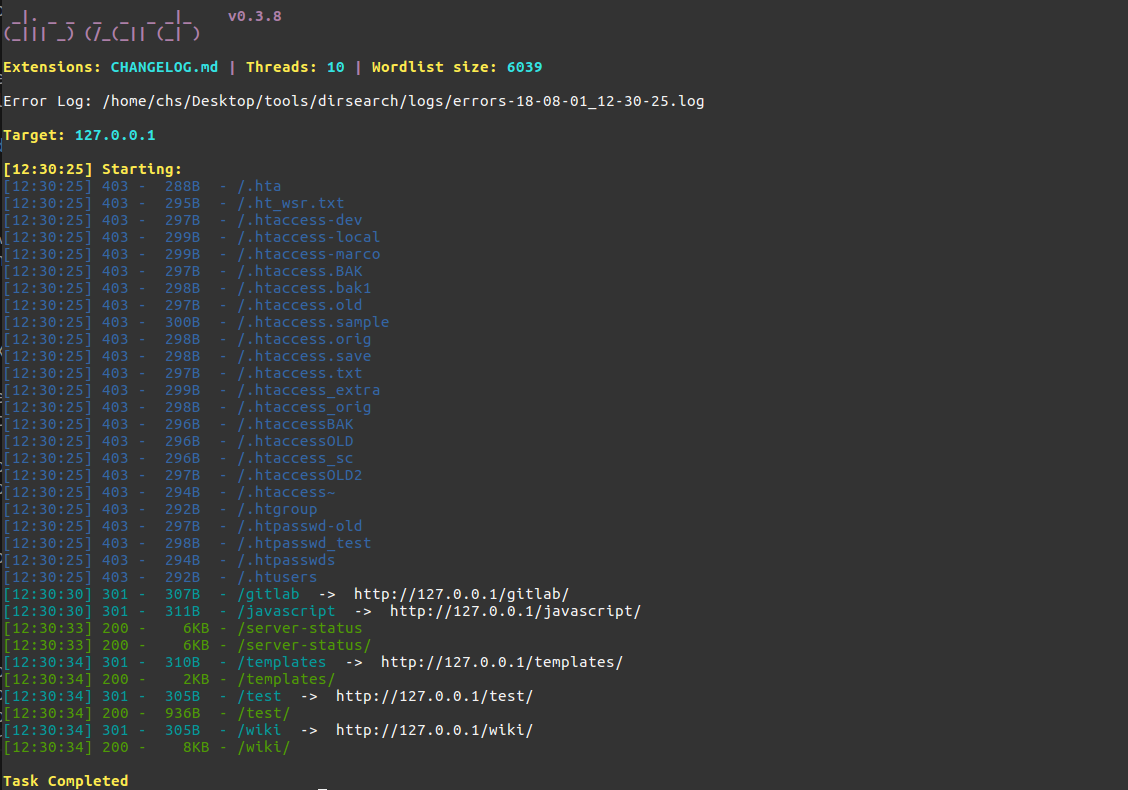 _|. _ _  _  _  _ _|_    v0.3.8
(_||| _) (/_(_|| (_| )
Extensions: CHANGELOG.md | Threads: 10 | Wordlist size: 6039
Error Log: /home/chs/Desktop/tools/dirsearch/logs/errors-18-08-01_12-30-25.log
Target: 127.0.0.1
[12:30:25] Starting:
[12:30:25] 403 -  288B  - /.hta
[12:30:25] 403 -  295B  - /.ht_wsr.txt
[12:30:25] 403 -  297B  - /.htaccess-dev
[12:30:25] 403 -  299B  - /.htaccess-local
[12:30:25] 403 -  299B  - /.htaccess-marco
[12:30:25] 403 -  297B  - /.htaccess.BAK
[12:30:25] 403 -  298B  - /.htaccess.bak1
[12:30:25] 403 -  297B  - /.htaccess.old
[12:30:25] 403 -  300B  - /.htaccess.sample
[12:30:25] 403 -  298B  - /.htaccess.orig
[12:30:25] 403 -  298B  - /.htaccess.save
[12:30:25] 403 -  297B  - /.htaccess.txt
[12:30:25] 403 -  299B  - /.htaccess_extra
[12:30:25] 403 -  298B  - /.htaccess_orig
[12:30:25] 403 -  296B  - /.htaccessBAK
[12:30:25] 403 -  296B  - /.htaccessOLD
[12:30:25] 403 -  296B  - /.htaccess_sc
[12:30:25] 403 -  297B  - /.htaccessOLD2
[12:30:25] 403 -  294B  - /.htaccess~
[12:30:25] 403 -  292B  - /.htgroup
[12:30:25] 403 -  297B  - /.htpasswd-old
[12:30:25] 403 -  298B  - /.htpasswd_test
[12:30:25] 403 -  294B  - /.htpasswds
[12:30:25] 403 -  292B  - /.htusers
[12:30:30] 301 -  307B  - /gitlab  ->  http://127.0.0.1/gitlab/
[12:30:30] 301 -  311B  - /javascript  ->  http://127.0.0.1/javascript/
[12:30:33] 200 -    6KB - /server-status
[12:30:33] 200 -    6KB - /server-status/
[12:30:34] 301 -  310B  - /templates  ->  http://127.0.0.1/templates/
[12:30:34] 200 -    2KB - /templates/
[12:30:34] 301 -  305B  - /test  ->  http://127.0.0.1/test/
[12:30:34] 200 -  936B  - /test/
[12:30:34] 301 -  305B  - /wiki  ->  http://127.0.0.1/wiki/
[12:30:34] 200 -    8KB - /wiki/
Task Completed